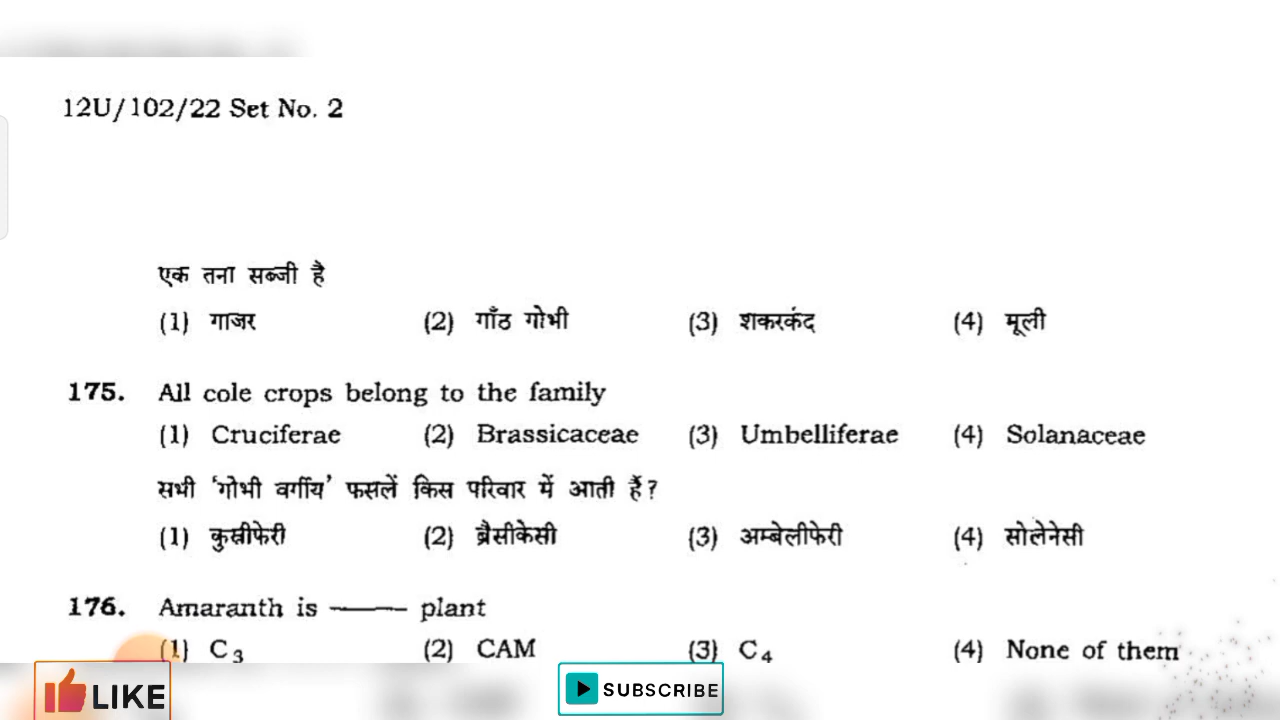 12U/102/22 Set No. 2
एक तना सब्जी है
(1) गाजर (2) गाँठ गोभी (3) शकरकंद (4) मूली
175. All cole crops belong to the family
(1) Cruciferae (2) Brassicaceae (3) Umbelliferae (4) Solanaceae
सभी ‘गोभी वर्गीय’ फसलें किस परिवार में आती हैं?
(1) क्रुसीफेरी (2) ब्रैसीकेसी (3) अम्बेलीफेरी (4) सोलेनेसी
176. Amaranth is —— plant
(1) C₃ (2) CAM (3) C₄ (4) None of them
LIKE
SUBSCRIBE